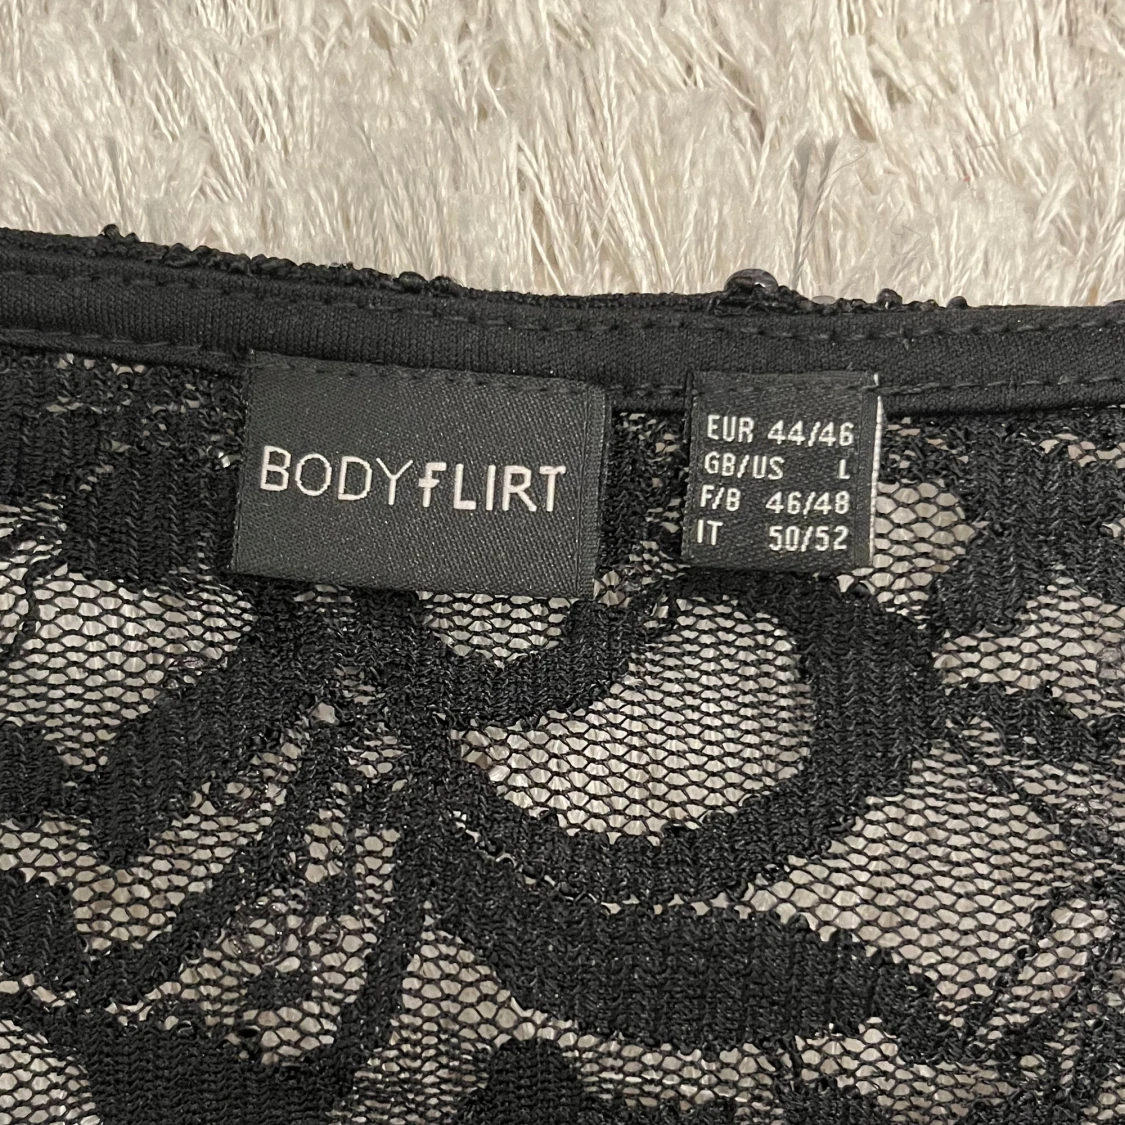 BODYFLIRT
EUR 44/46
GB/US L
F/B 46/48
IT 50/52